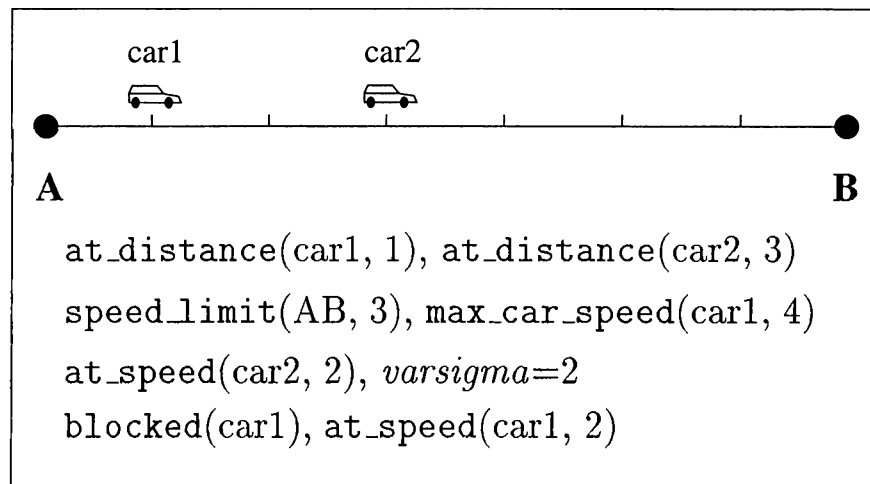 car1 car2
A B
at_distance(car1, 1), at_distance(car2, 3)
speed_limit(AB, 3), max_car_speed(car1, 4)
at_speed(car2, 2), varsigma=2
blocked(car1), at_speed(car1, 2)